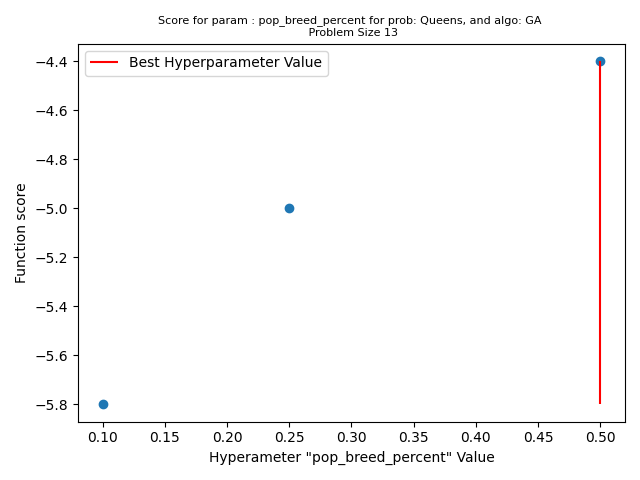 Score for param : pop_breed_percent for prob: Queens, and algo: GA
Problem Size 13
Best Hyperparameter Value
Function score
−4.4
−4.6
−4.8
−5.0
−5.2
−5.4
−5.6
−5.8
0.10 0.15 0.20 0.25 0.30 0.35 0.40 0.45 0.50
Hyperameter "pop_breed_percent" Value